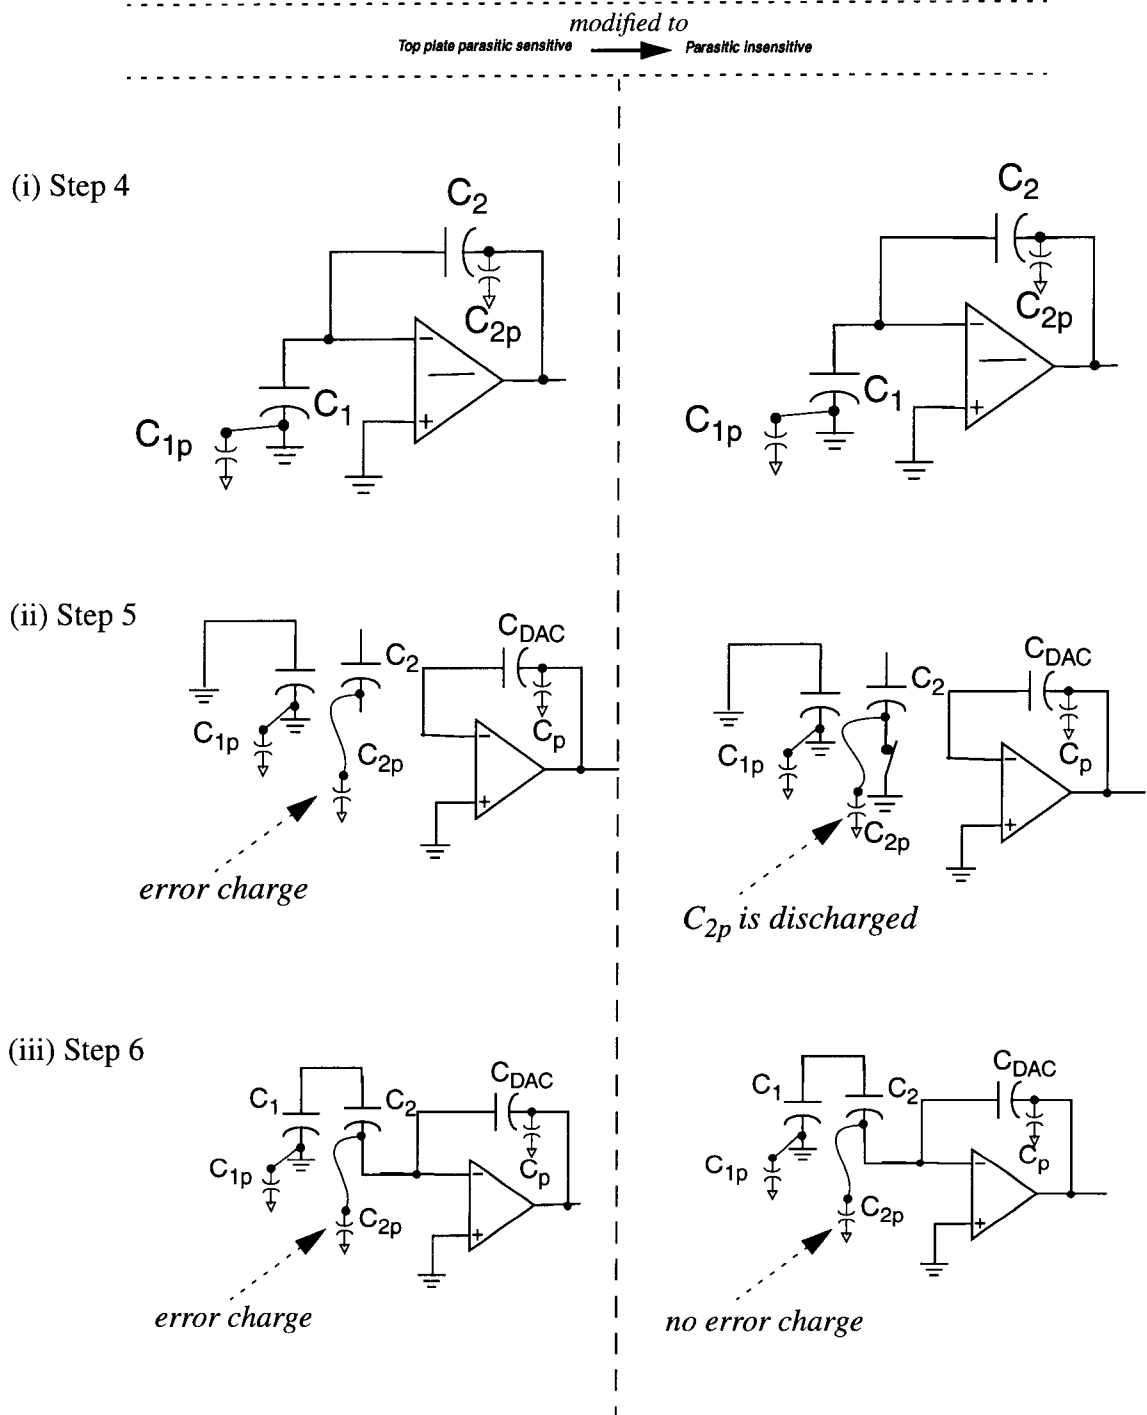 modified to
Top plate parasitic sensitive
Parasitic insensitive
(i) Step 4
C2
C2p
C1
C1p
−
+
C2
C2p
C1
C1p
−
+
(ii) Step 5
C2
CDAC
C1p
C2p
Cp
−
+
error charge
C2
CDAC
C1p
C2p
Cp
−
+
C2p is discharged
(iii) Step 6
C1
C2
CDAC
C1p
C2p
Cp
−
+
error charge
C1
C2
CDAC
C1p
C2p
Cp
−
+
no error charge